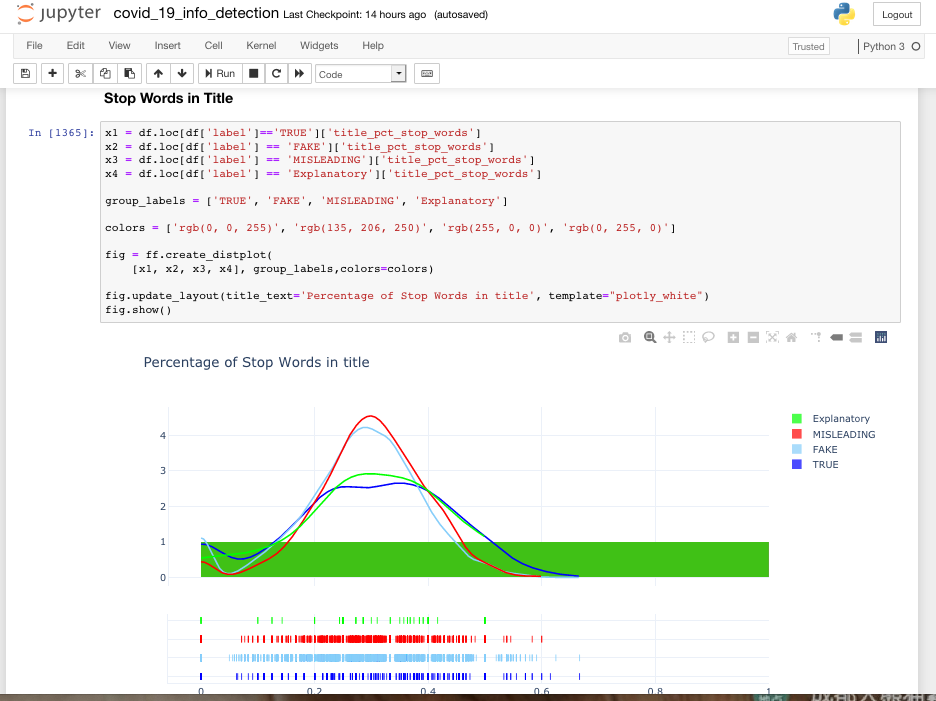 jupyter covid_19_info_detection Last Checkpoint: 14 hours ago (autosaved)
Logout
File Edit View Insert Cell Kernel Widgets Help
Trusted
Python 3
Run
Code
Stop Words in Title
In [1365]:
x1 = df.loc[df['label']=='TRUE']['title_pct_stop_words']
x2 = df.loc[df['label'] == 'FAKE']['title_pct_stop_words']
x3 = df.loc[df['label'] == 'MISLEADING']['title_pct_stop_words']
x4 = df.loc[df['label'] == 'Explanatory']['title_pct_stop_words']
group_labels = ['TRUE', 'FAKE', 'MISLEADING', 'Explanatory']
colors = ['rgb(0, 0, 255)', 'rgb(135, 206, 250)', 'rgb(255, 0, 0)', 'rgb(0, 255, 0)']
fig = ff.create_distplot(
[x1, x2, x3, x4], group_labels,colors=colors)
fig.update_layout(title_text='Percentage of Stop Words in title', template="plotly_white")
fig.show()
Percentage of Stop Words in title
4
3
2
1
0
Explanatory
MISLEADING
FAKE
TRUE
0 0.2 0.4 0.6 0.8 1